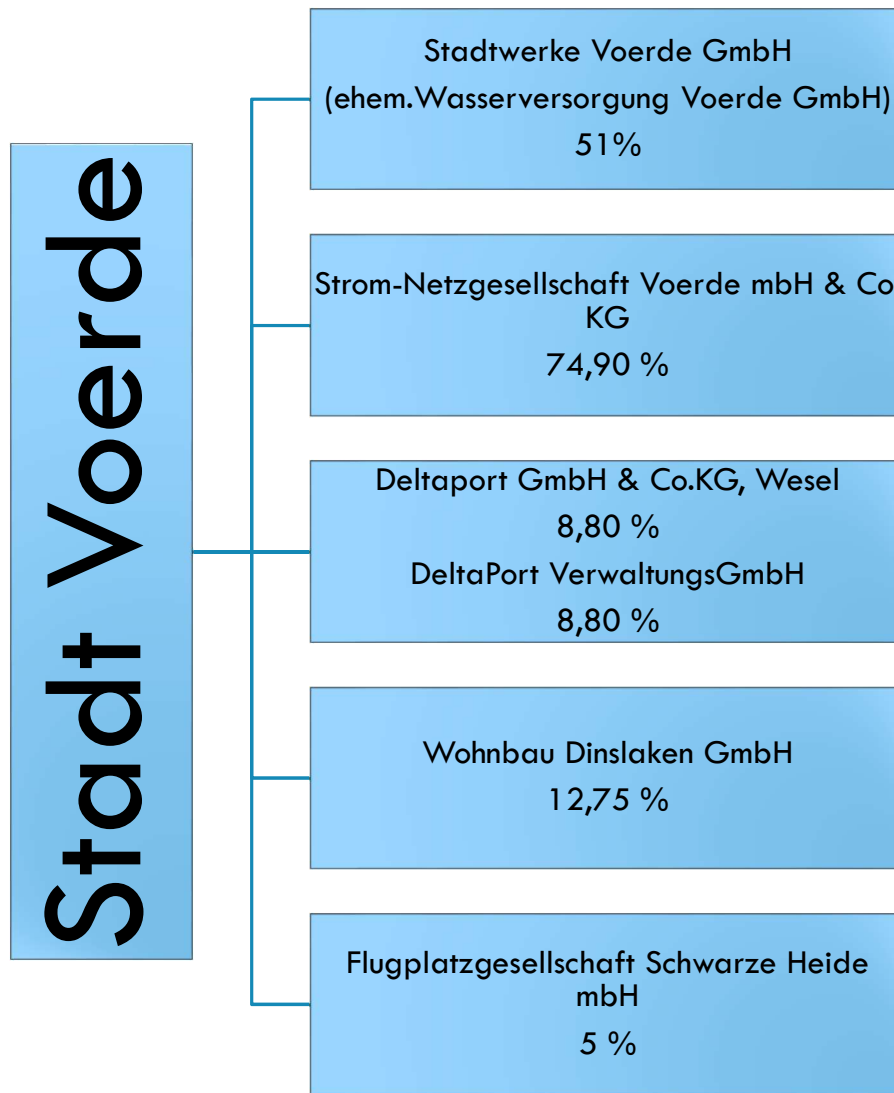 Stadt Voerde
Stadtwerke Voerde GmbH
(ehem.Wasserversorgung Voerde GmbH)
51%
Strom-Netzgesellschaft Voerde mbH & Co
KG
74,90 %
Deltaport GmbH & Co.KG, Wesel
8,80 %
DeltaPort VerwaltungsGmbH
8,80 %
Wohnbau Dinslaken GmbH
12,75 %
Flugplatzgesellschaft Schwarze Heide
mbH
5 %